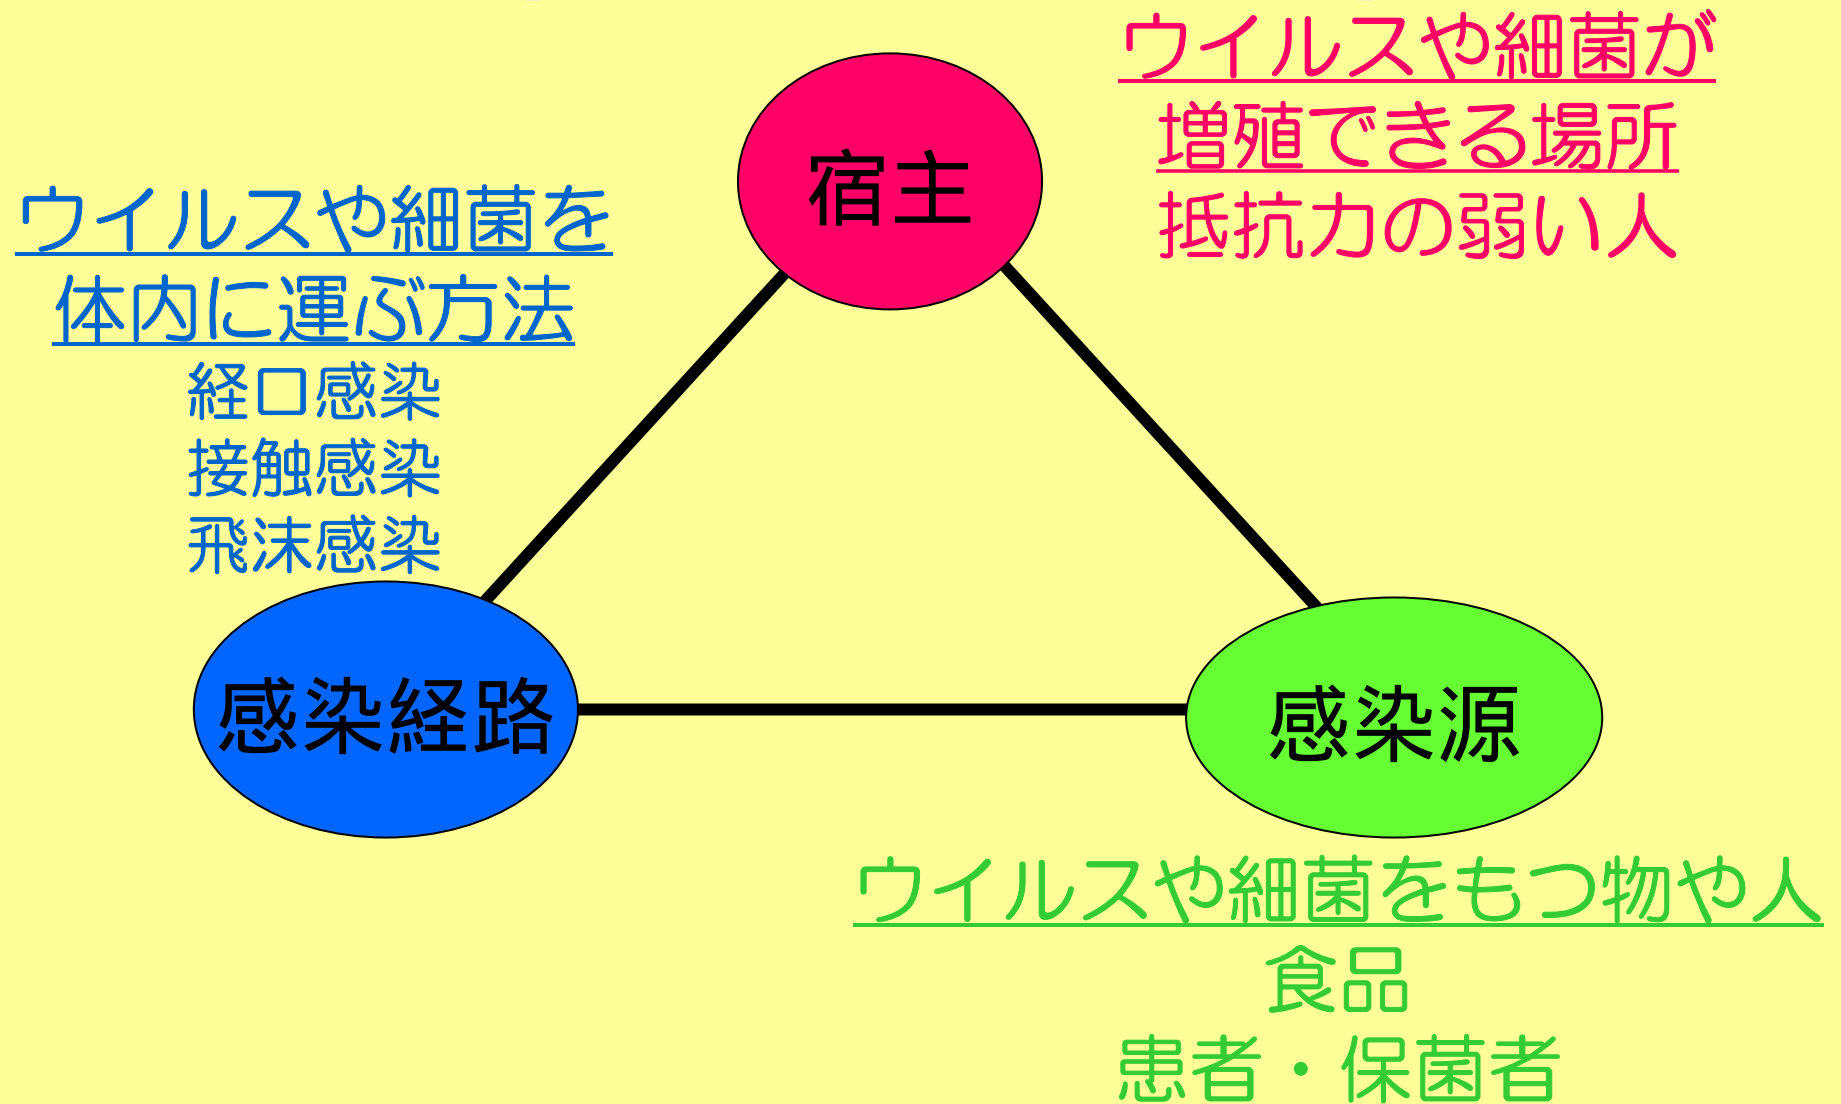 ウイルスや細菌が
増殖できる場所
抵抗力の弱い人
宿主
ウイルスや細菌を
体内に運ぶ方法
経口感染
接触感染
飛沫感染
感染経路
感染源
ウイルスや細菌をもつ物や人
食品
患者・保菌者